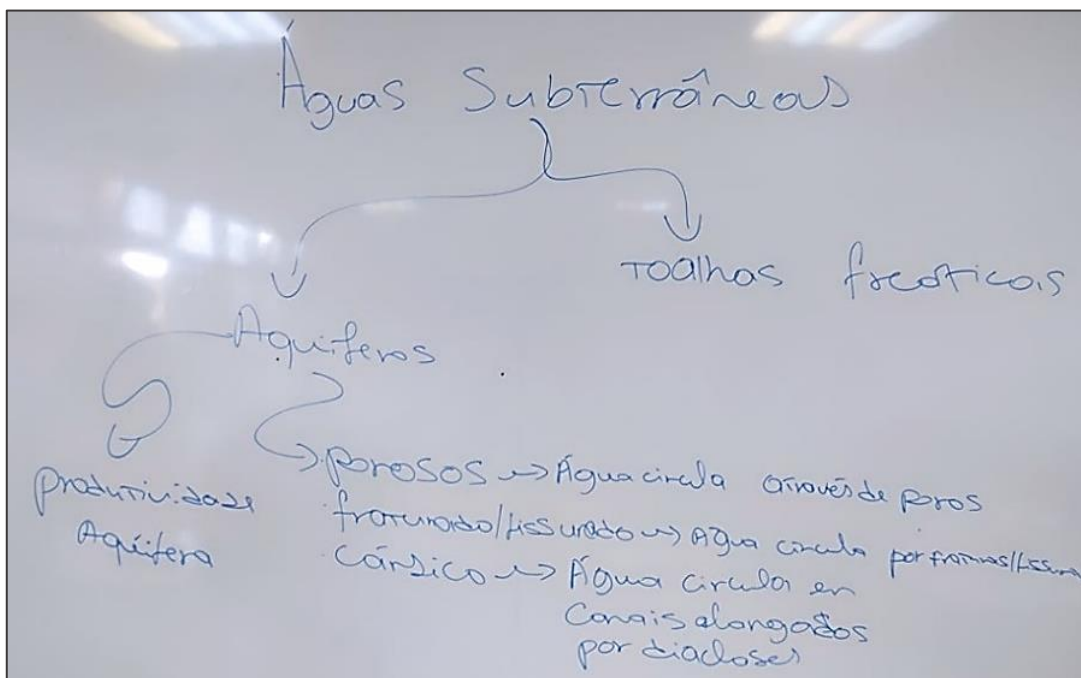 Águas Subterrâneas
Toalhas freáticas
Aquíferos
Produtividade
Aquífera
porosos → Água circula através de poros
fraturado/fissurado → Água circula por fraturas/fissuras
Cársico → Água circula em
Canais alongados
por diaclases